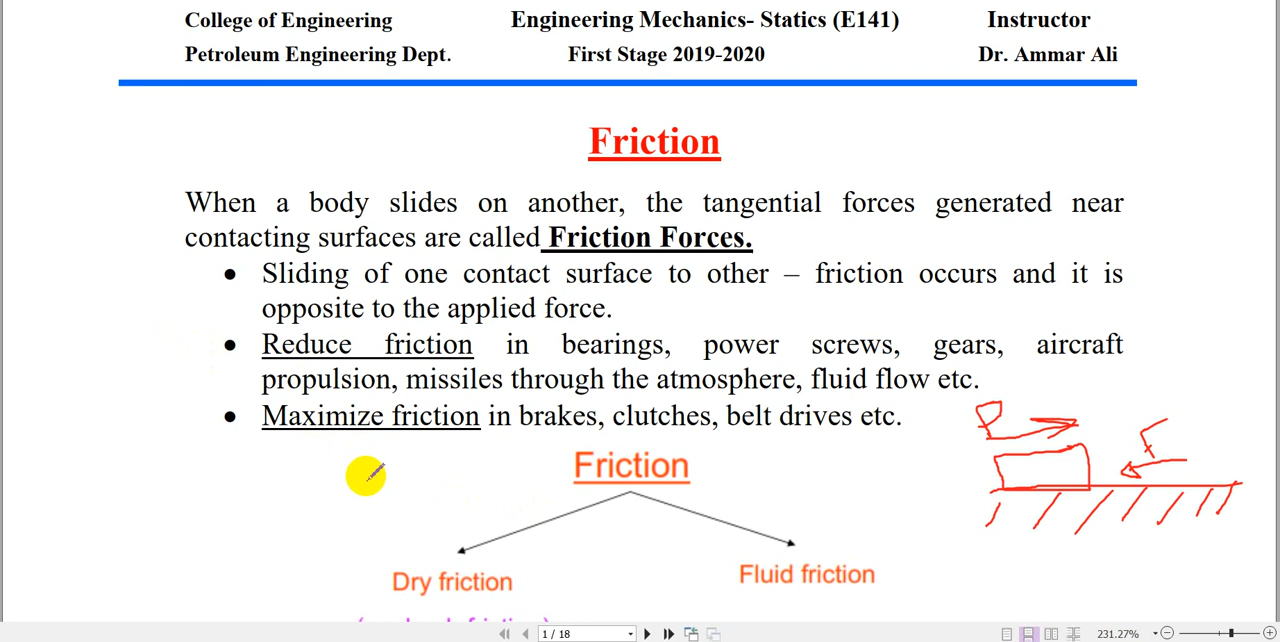 College of Engineering Engineering Mechanics- Statics (E141) Instructor
Petroleum Engineering Dept. First Stage 2019-2020 Dr. Ammar Ali
Friction
When a body slides on another, the tangential forces generated near
contacting surfaces are called Friction Forces.
• Sliding of one contact surface to other – friction occurs and it is
opposite to the applied force.
• Reduce friction in bearings, power screws, gears, aircraft
propulsion, missiles through the atmosphere, fluid flow etc.
• Maximize friction in brakes, clutches, belt drives etc.
P
F
Friction
Dry friction Fluid friction
1 / 18
231.27%